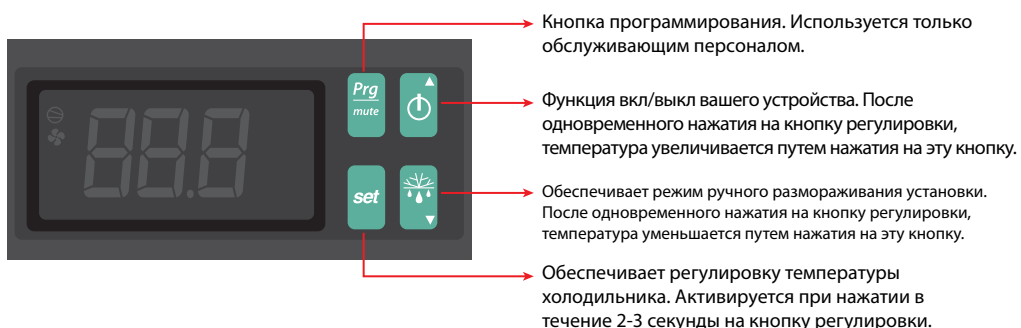 Кнопка программирования. Используется только
обслуживающим персоналом.
Prg
mute
Функция вкл/выкл вашего устройства. После
одновременного нажатия на кнопку регулировки,
температура увеличивается путем нажатия на эту кнопку.
88.8
set
Обеспечивает режим ручного размораживания установки.
После одновременного нажатия на кнопку регулировки,
температура уменьшается путем нажатия на эту кнопку.
Обеспечивает регулировку температуры
холодильника. Активируется при нажатии в
течение 2-3 секунды на кнопку регулировки.